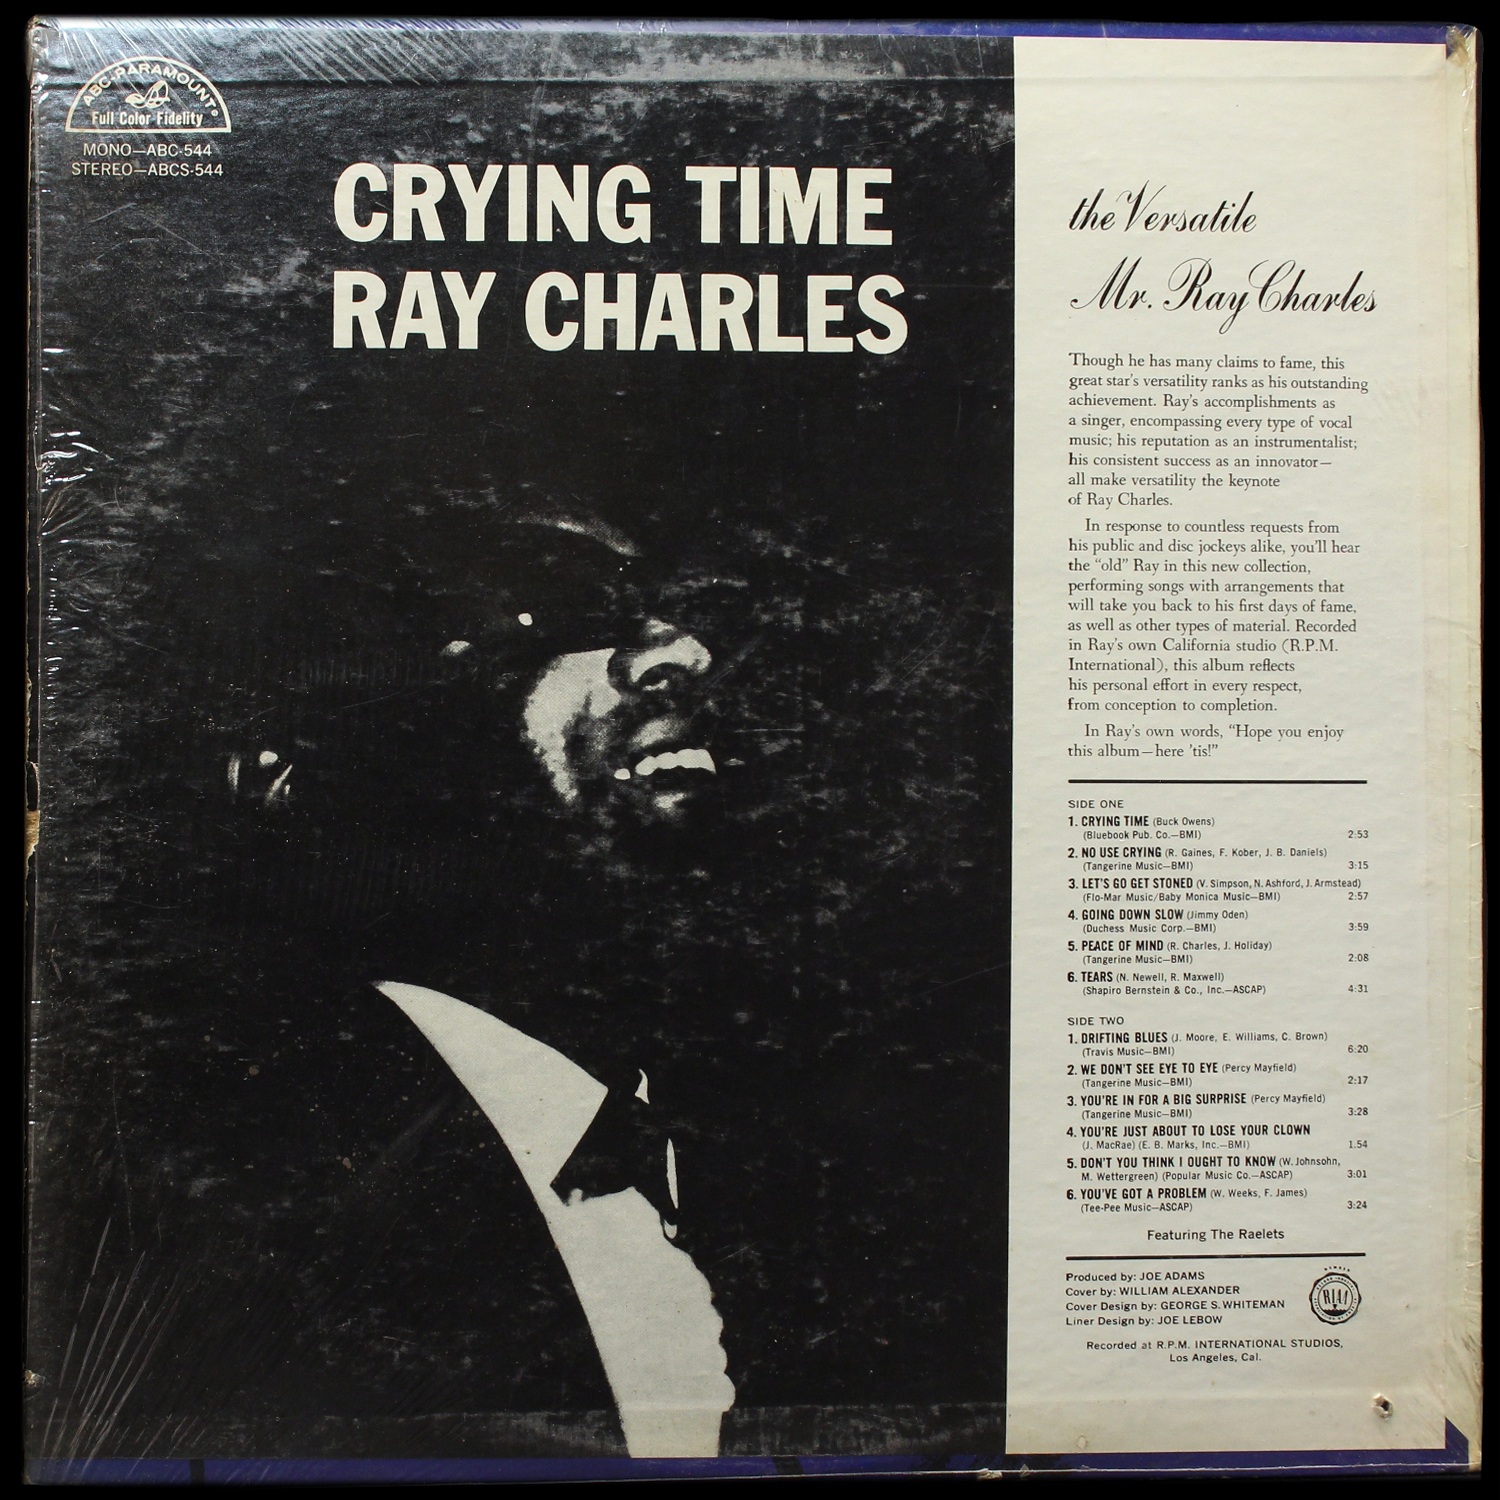 ABC-PARAMOUNT®
Full Color Fidelity
MONO—ABC-544
STEREO—ABCS-544
CRYING TIME
RAY CHARLES
the Versatile
Mr. Ray Charles
Though he has many claims to fame, this
great star's versatility ranks as his outstanding
achievement. Ray's accomplishments as
a singer, encompassing every type of vocal
music; his reputation as an instrumentalist;
his consistent success as an innovator—
all make versatility the keynote
of Ray Charles.
In response to countless requests from
his public and disc jockeys alike, you'll hear
the “old” Ray in this new collection,
performing songs with arrangements that
will take you back to his first days of fame,
as well as other types of material. Recorded
in Ray's own California studio (R.P.M.
International), this album reflects
his personal effort in every respect,
from conception to completion.
In Ray's own words, “Hope you enjoy
this album—here 'tis!”
SIDE ONE
1. CRYING TIME (Buck Owens)
(Bluebook Pub. Co.—BMI) 2:53
2. NO USE CRYING (R. Gaines, F. Kober, J. B. Daniels)
(Tangerine Music—BMI) 3:15
3. LET'S GO GET STONED (V. Simpson, N. Ashford, J. Armstead)
(Flo-Mar Music/Baby Monica Music—BMI) 2:57
4. GOING DOWN SLOW (Jimmy Oden)
(Duchess Music Corp.—BMI) 3:59
5. PEACE OF MIND (R. Charles, J. Holiday)
(Tangerine Music—BMI) 2:08
6. TEARS (N. Newell, R. Maxwell)
(Shapiro Bernstein & Co., Inc.—ASCAP) 4:31
SIDE TWO
1. DRIFTING BLUES (J. Moore, E. Williams, C. Brown)
(Travis Music—BMI) 6:20
2. WE DON'T SEE EYE TO EYE (Percy Mayfield)
(Tangerine Music—BMI) 2:17
3. YOU'RE IN FOR A BIG SURPRISE (Percy Mayfield)
(Tangerine Music—BMI) 3:28
4. YOU'RE JUST ABOUT TO LOSE YOUR CLOWN
(J. MacRae) (E. B. Marks, Inc.—BMI) 1.54
5. DON'T YOU THINK I OUGHT TO KNOW (W. Johnsohn,
M. Wettergreen) (Popular Music Co.—ASCAP) 3:01
6. YOU'VE GOT A PROBLEM (W. Weeks, F. James)
(Tee-Pee Music—ASCAP) 3:24
Featuring The Raelets
Produced by: JOE ADAMS
Cover by: WILLIAM ALEXANDER
Cover Design by: GEORGE S. WHITEMAN
Liner Design by: JOE LEBOW
MEMBER
RIAA
Recorded at R.P.M. INTERNATIONAL STUDIOS,
Los Angeles, Cal.